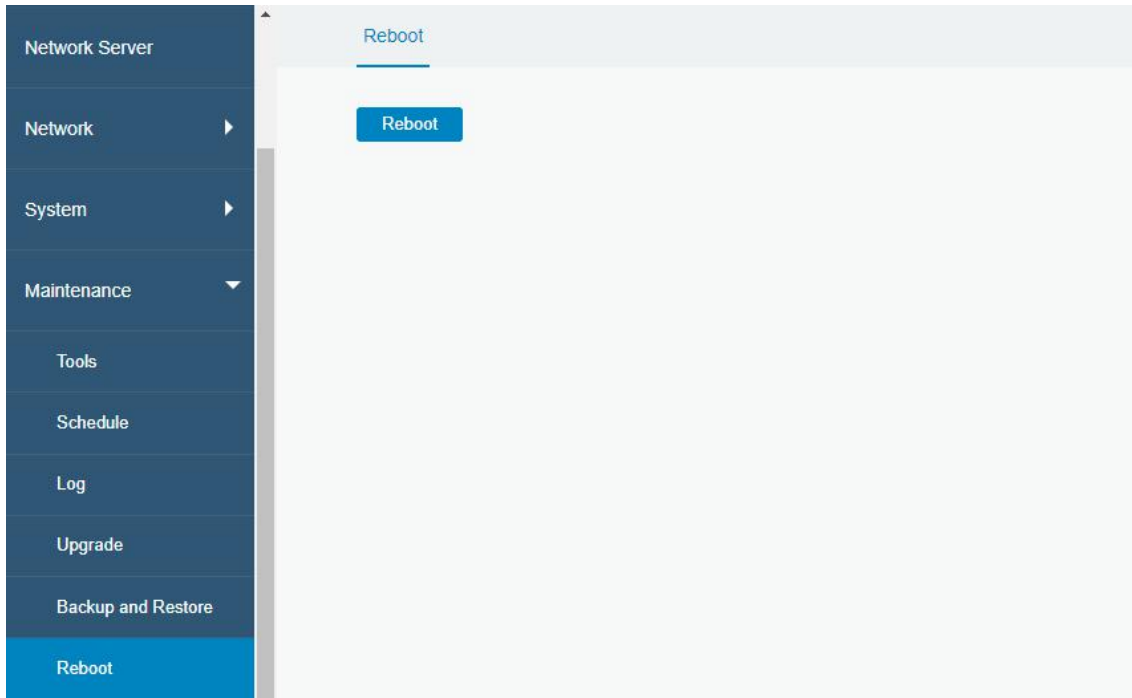 Network Server
Network
System
Maintenance
Tools
Schedule
Log
Upgrade
Backup and Restore
Reboot
Reboot
Reboot